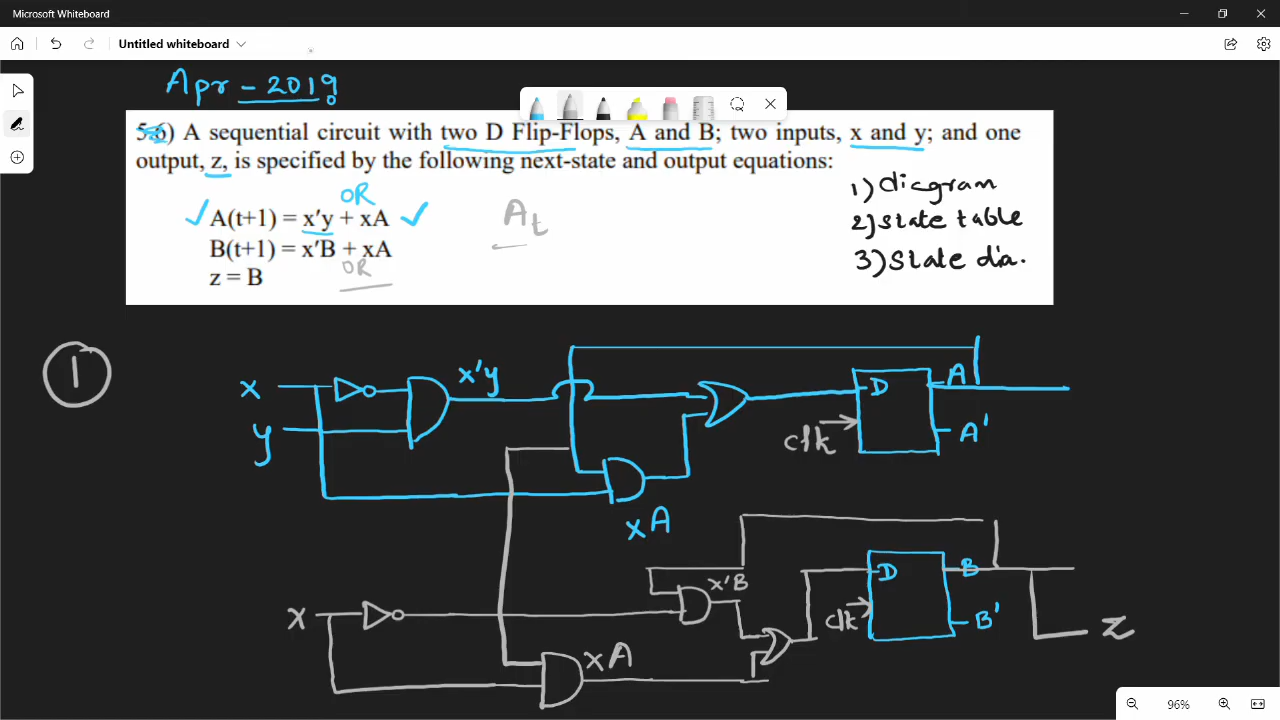 Microsoft Whiteboard
Untitled whiteboard
Apr - 2019
5.6) A sequential circuit with two D Flip-Flops, A and B; two inputs, x and y; and one
output, z, is specified by the following next-state and output equations:
OR
A(t+1) = x'y + xA
B(t+1) = x'B + xA
OR
z = B
At
1) diagram
2) state table
3) state dia.
1
x
x'y
y
D
A
clk
A'
xA
x'B
D
B
x
clk
B'
z
xA
96%